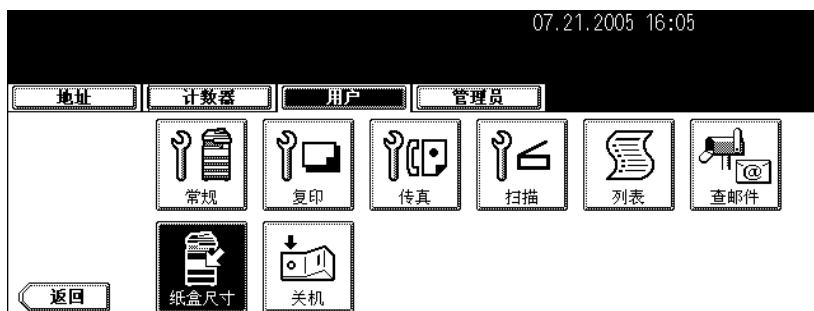 07.21.2005 16:05
地址 计数器 用户 管理员
常规 复印 传真 扫描 列表 查邮件
@
纸盒尺寸 关机
返回